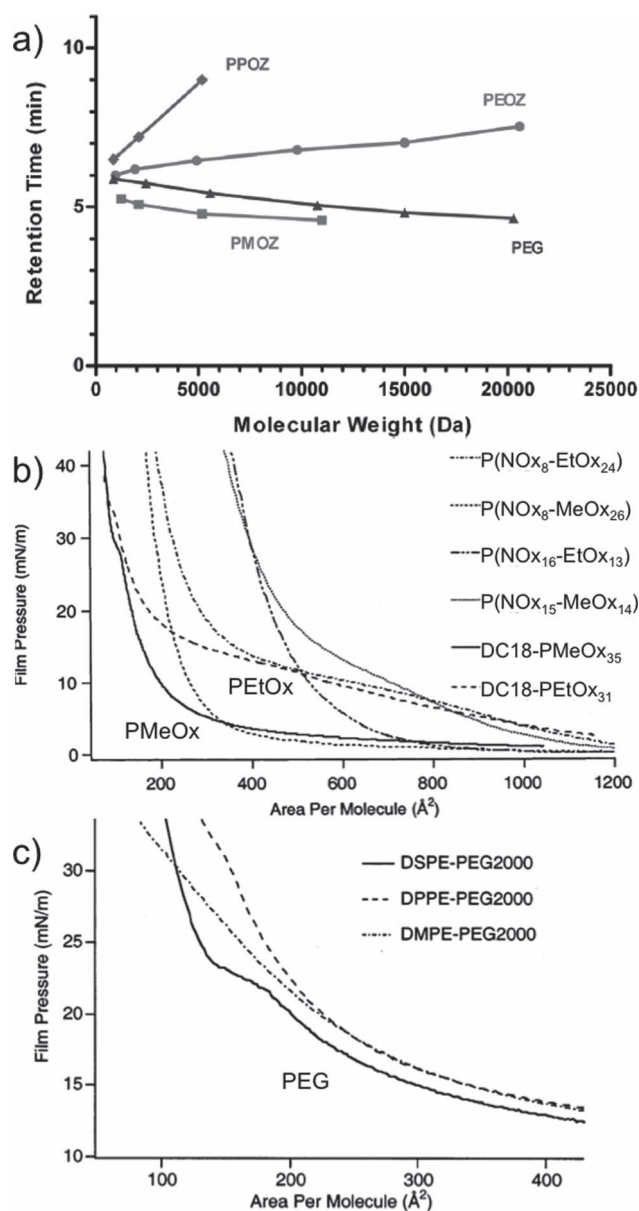 a)
10
5
0
Retention Time (min)
PPOZ
PEOZ
PMOZ
PEG
0 5000 10000 15000 20000 25000
Molecular Weight (Da)
b)
40
30
20
10
0
Film Pressure (mN/m)
P(NOx₈-EtOx₂₄)
P(NOx₈-MeOx₂₆)
P(NOx₁₆-EtOx₁₃)
P(NOx₁₅-MeOx₁₄)
DC18-PMeOx₃₅
DC18-PEtOx₃₁
PEtOx
PMeOx
200 400 600 800 1000 1200
Area Per Molecule (Å²)
c)
30
25
20
15
10
Film Pressure (mN/m)
DSPE-PEG2000
DPPE-PEG2000
DMPE-PEG2000
PEG
100 200 300 400
Area Per Molecule (Å²)